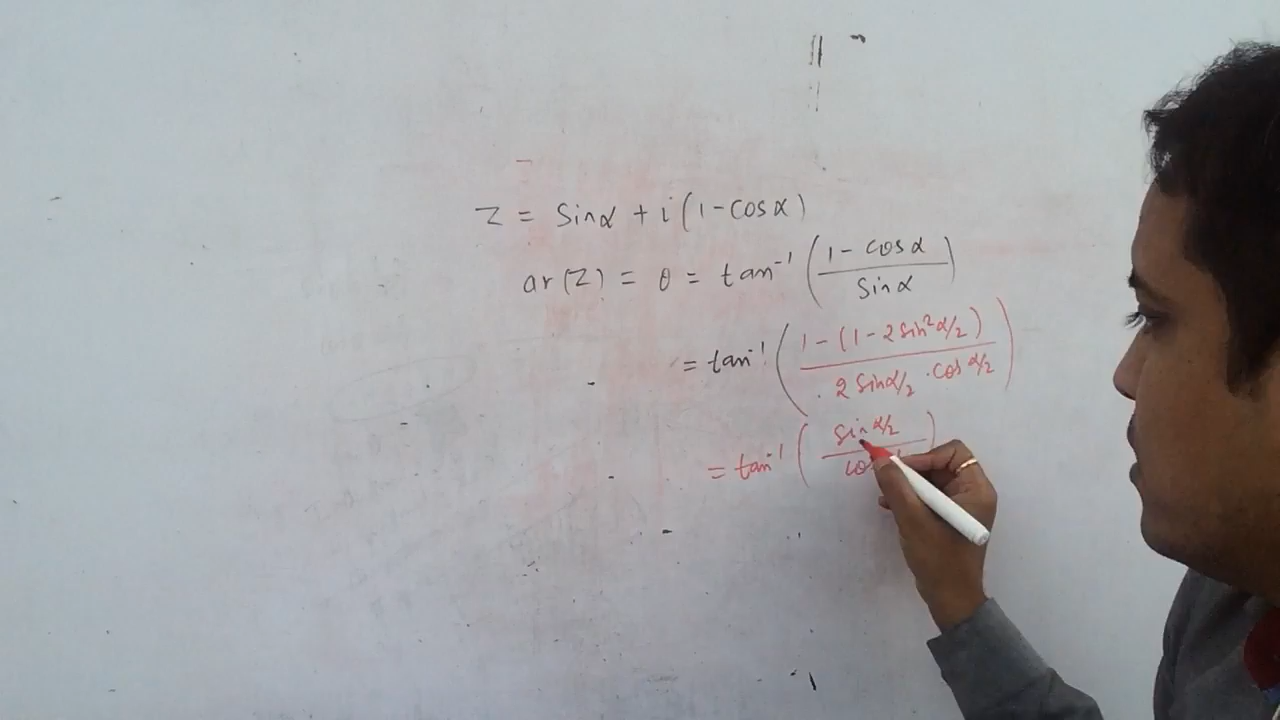 z = sinα + i(1-cosα)
ar(z) = θ = tan⁻¹ ((1-cosα)/(sinα))
= tan⁻¹ ((1-(1-2sin²α/2))/(2sinα/2 · cosα/2))
= tan⁻¹ (sinα/2